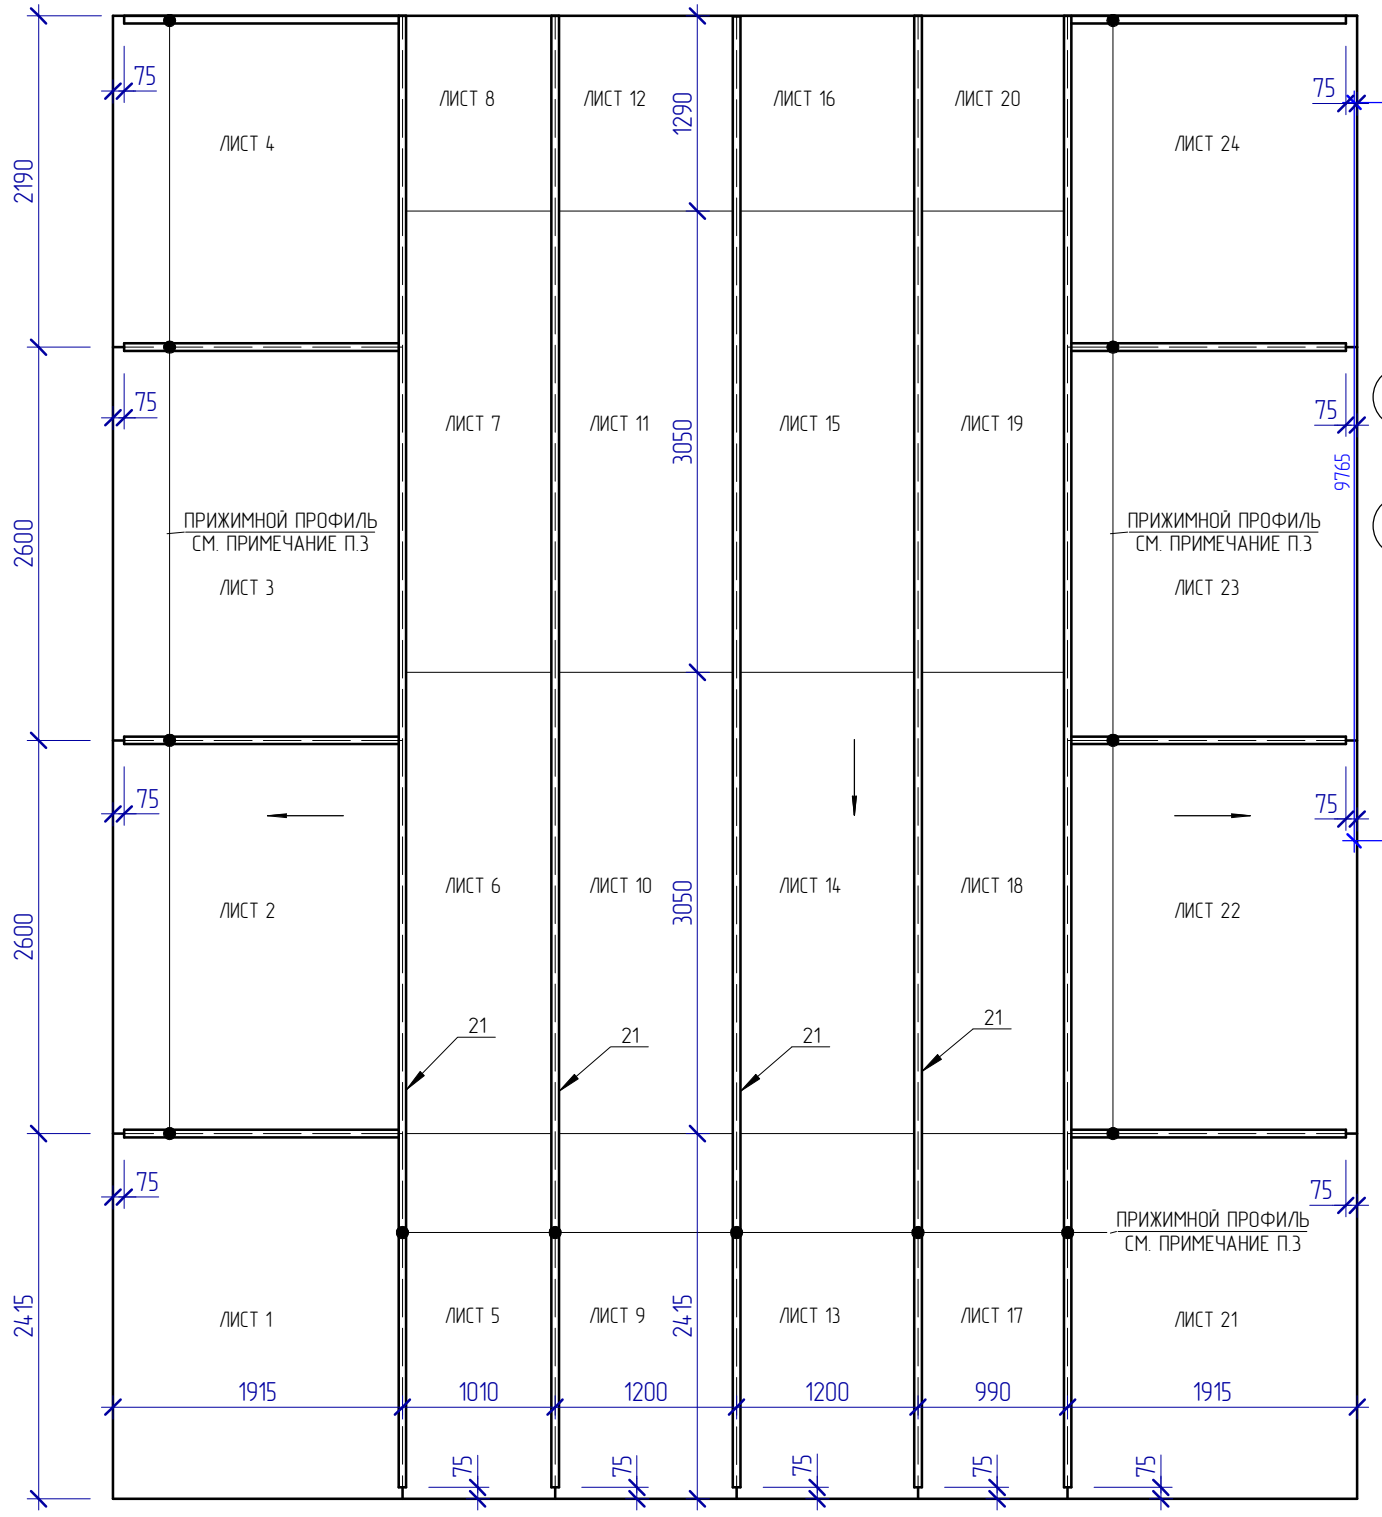 75
ЛИСТ 4
ЛИСТ 8
ЛИСТ 12
1290
ЛИСТ 16
ЛИСТ 20
75
ЛИСТ 24
2190
75
ЛИСТ 7
ЛИСТ 11
3050
ЛИСТ 15
ЛИСТ 19
75
9765
2600
ПРИЖИМНОЙ ПРОФИЛЬ
СМ. ПРИМЕЧАНИЕ П.3
ЛИСТ 3
ПРИЖИМНОЙ ПРОФИЛЬ
СМ. ПРИМЕЧАНИЕ П.3
ЛИСТ 23
75
75
2600
ЛИСТ 2
ЛИСТ 6
ЛИСТ 10
3050
ЛИСТ 14
ЛИСТ 18
ЛИСТ 22
21
21
21
21
75
75
ПРИЖИМНОЙ ПРОФИЛЬ
СМ. ПРИМЕЧАНИЕ П.3
2415
ЛИСТ 1
ЛИСТ 5
ЛИСТ 9
2415
ЛИСТ 13
ЛИСТ 17
ЛИСТ 21
1915
1010
1200
1200
990
1915
75
75
75
75
75